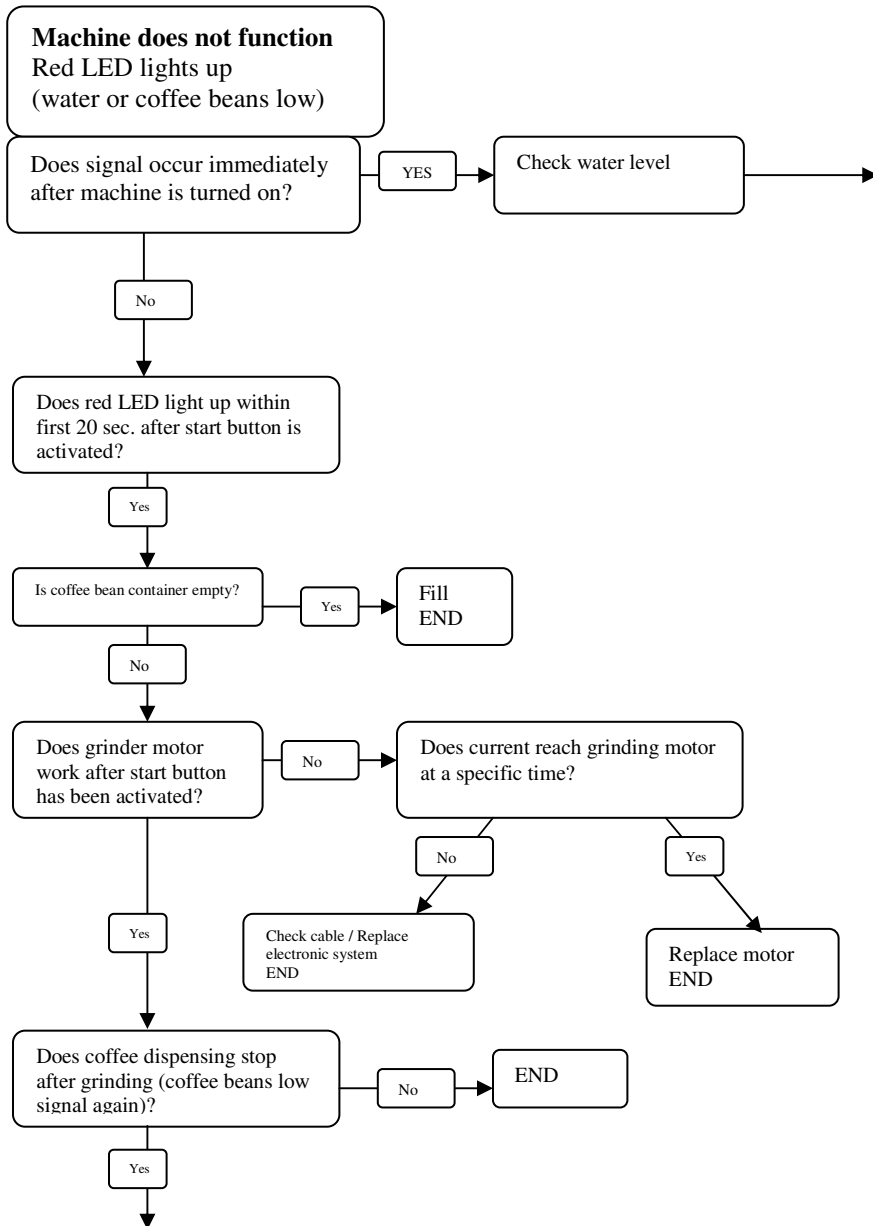 Machine does not function
Red LED lights up
(water or coffee beans low)
Does signal occur immediately
after machine is turned on?
YES
Check water level
No
Does red LED light up within
first 20 sec. after start button is
activated?
Yes
Is coffee bean container empty?
Yes
Fill
END
No
Does grinder motor
work after start button
has been activated?
No
Does current reach grinding motor
at a specific time?
No
Yes
Check cable / Replace
electronic system
END
Replace motor
END
Yes
Does coffee dispensing stop
after grinding (coffee beans low
signal again)?
No
END
Yes